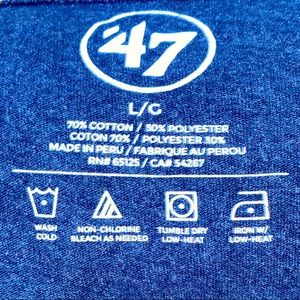 '47
L/G
70% COTTON / 30% POLYESTER
COTON 70% / POLYESTER 30%
MADE IN PERU / FABRIQUE AU PEROU
RN# 65125 / CA# 54267
WASH COLD
NON-CHLORINE BLEACH AS NEEDED
TUMBLE DRY LOW-HEAT
IRON W/ LOW-HEAT